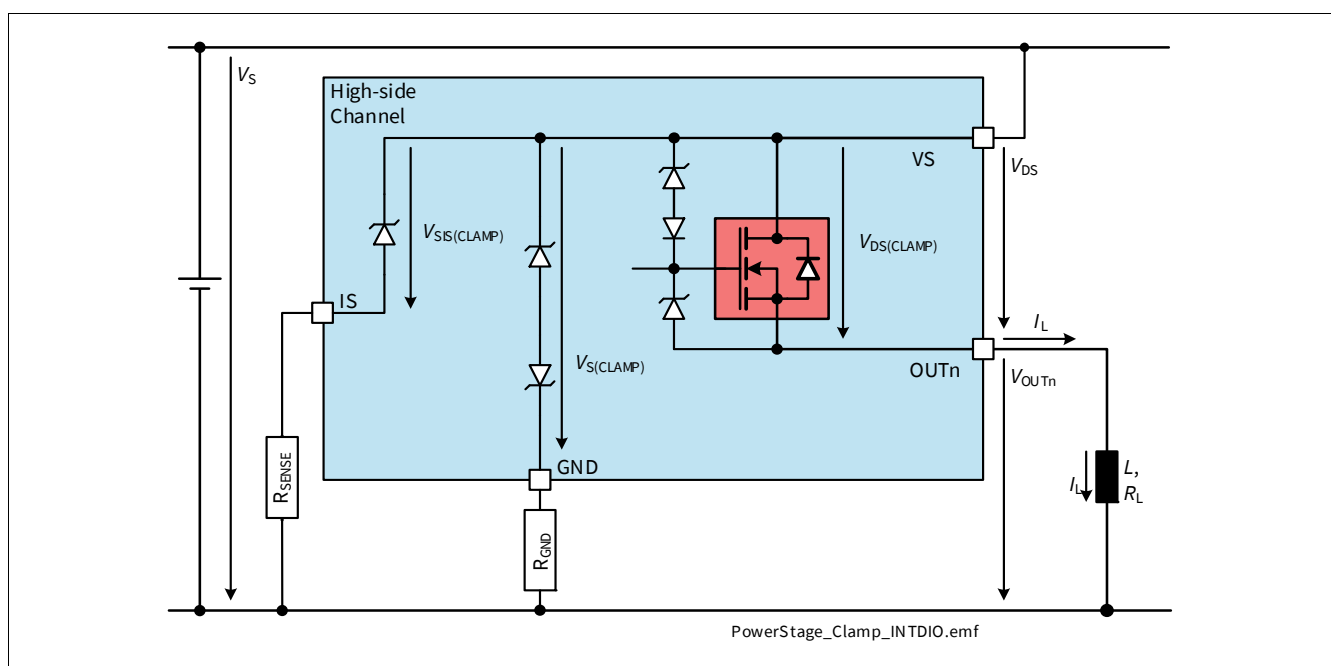 VS
High-side
Channel
VS
VDS
VSIS(CLAMP)
VDS(CLAMP)
IS
IL
VS(CLAMP)
OUTn
VOUTn
GND
RSENSE
L,
IL
RL
RGND
PowerStage_Clamp_INTDIO.emf